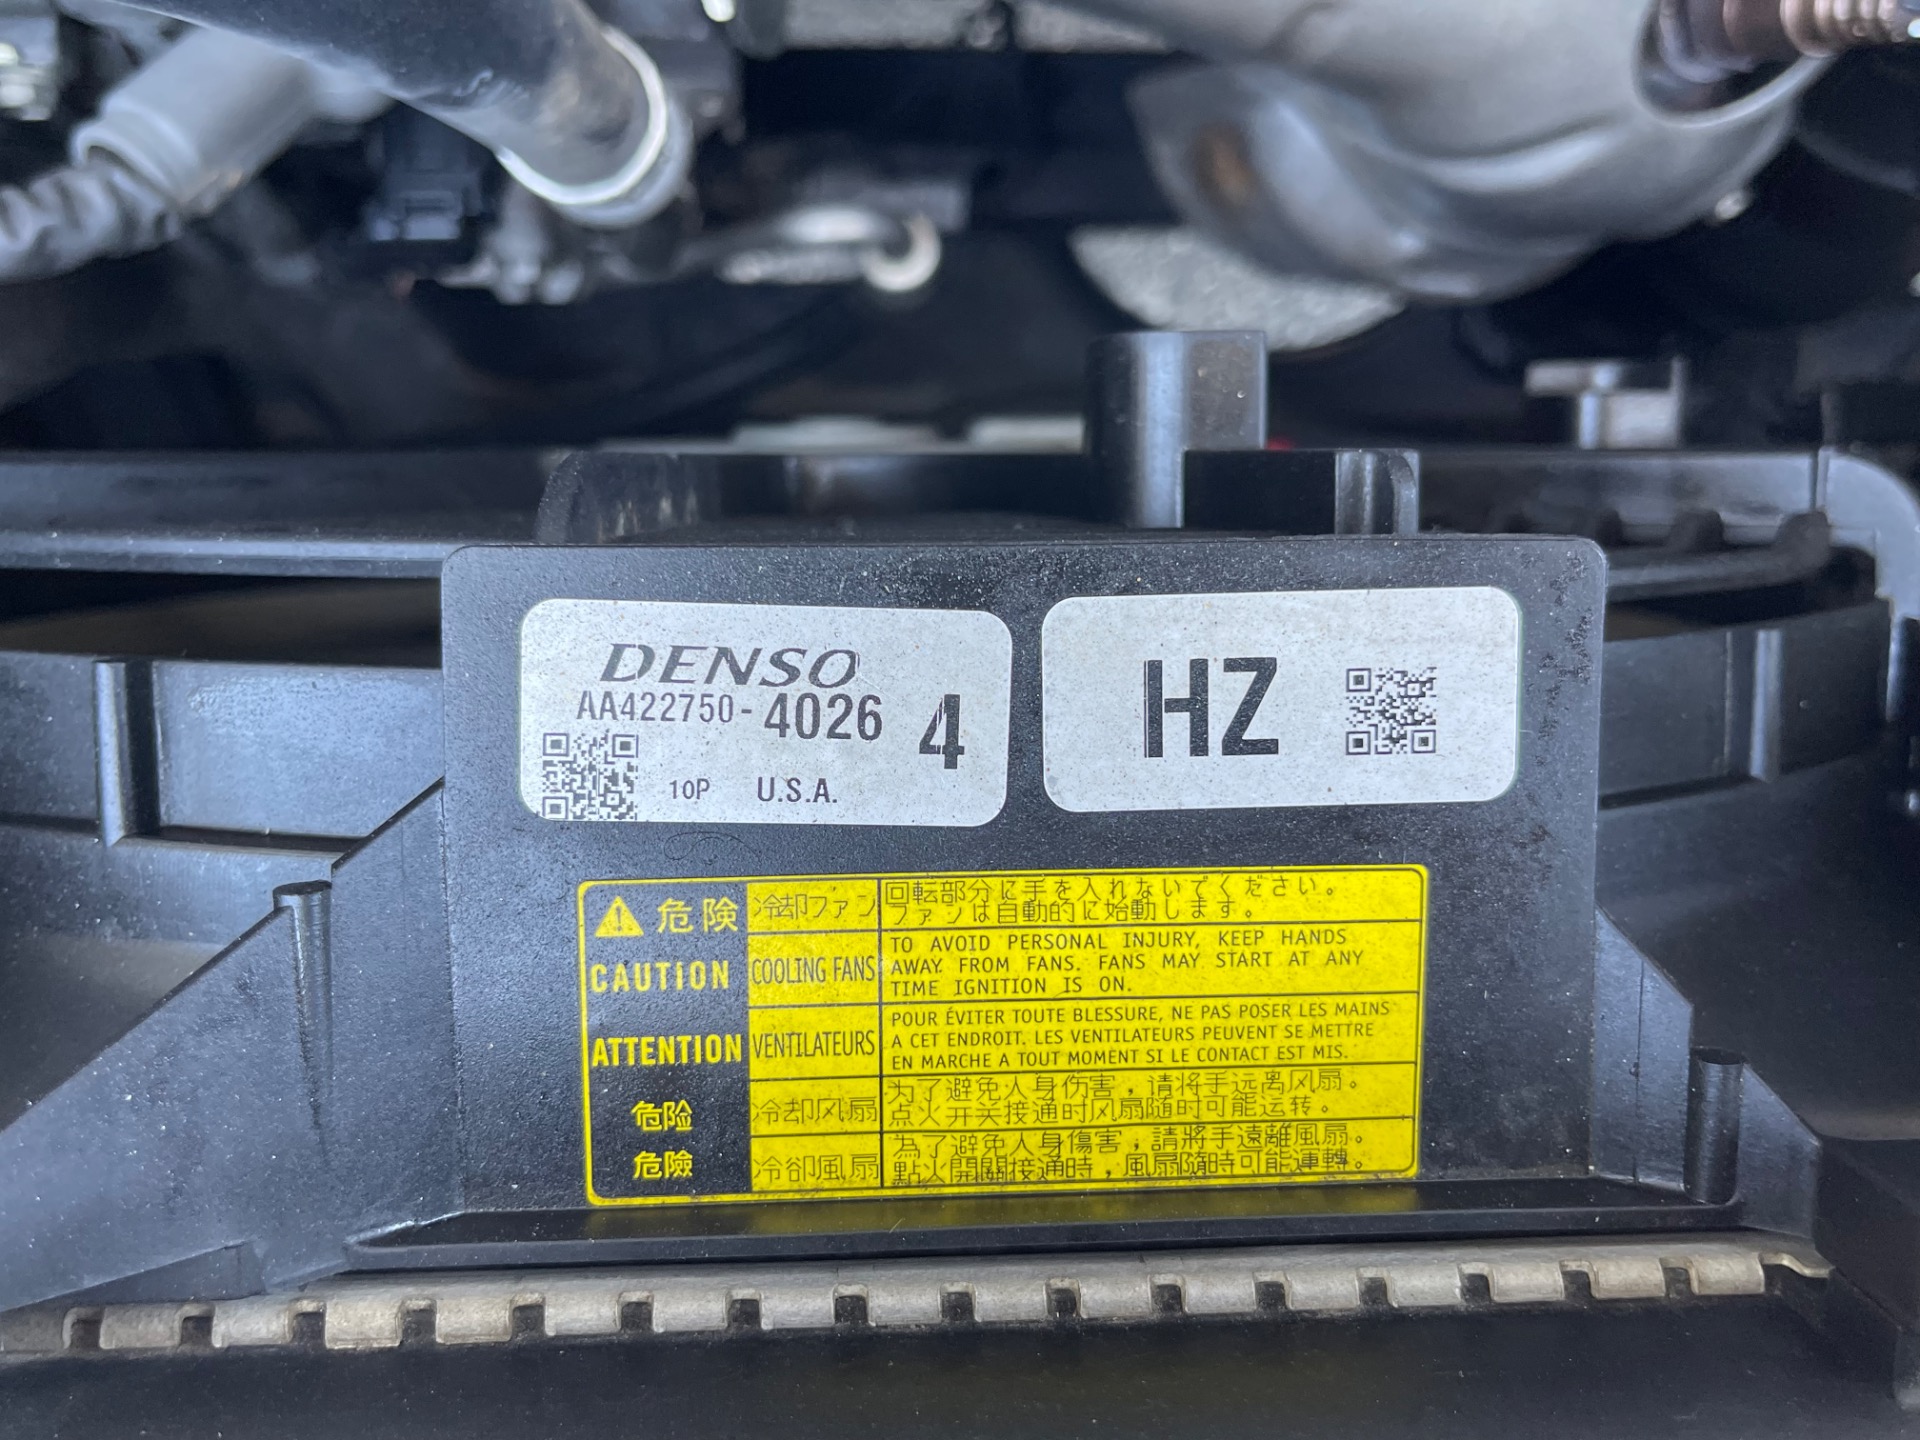 DENSO
AA422750-4026 4
10P U.S.A.
HZ
危険 冷却ファン 回転部分に手を入れないでください。
ファンは自動的に始動します。
CAUTION COOLING FANS TO AVOID PERSONAL INJURY, KEEP HANDS
AWAY FROM FANS. FANS MAY START AT ANY
TIME IGNITION IS ON.
ATTENTION VENTILATEURS POUR ÉVITER TOUTE BLESSURE, NE PAS POSER LES MAINS
A CET ENDROIT. LES VENTILATEURS PEUVENT SE METTRE
EN MARCHE A TOUT MOMENT SI LE CONTACT EST MIS.
危险 冷却风扇 为了避免人身伤害，请将手远离风扇。
点火开关接通时风扇随时可能运转。
危險 冷卻風扇 為了避免人身傷害，請將手遠離風扇。
點火開關接通時，風扇隨時可能運轉。